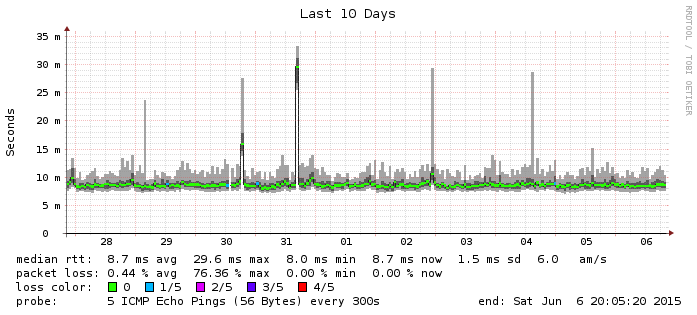 Last 10 Days
RRDTOOL / TOBI OETIKER
Seconds
35 m
30 m
25 m
20 m
15 m
10 m
5 m
0
28 29 30 31 01 02 03 04 05 06
median rtt: 8.7 ms avg 29.6 ms max 8.0 ms min 8.7 ms now 1.5 ms sd 6.0 am/s
packet loss: 0.44 % avg 76.36 % max 0.00 % min 0.00 % now
loss color: 0 1/5 2/5 3/5 4/5
probe: 5 ICMP Echo Pings (56 Bytes) every 300s end: Sat Jun 6 20:05:20 2015